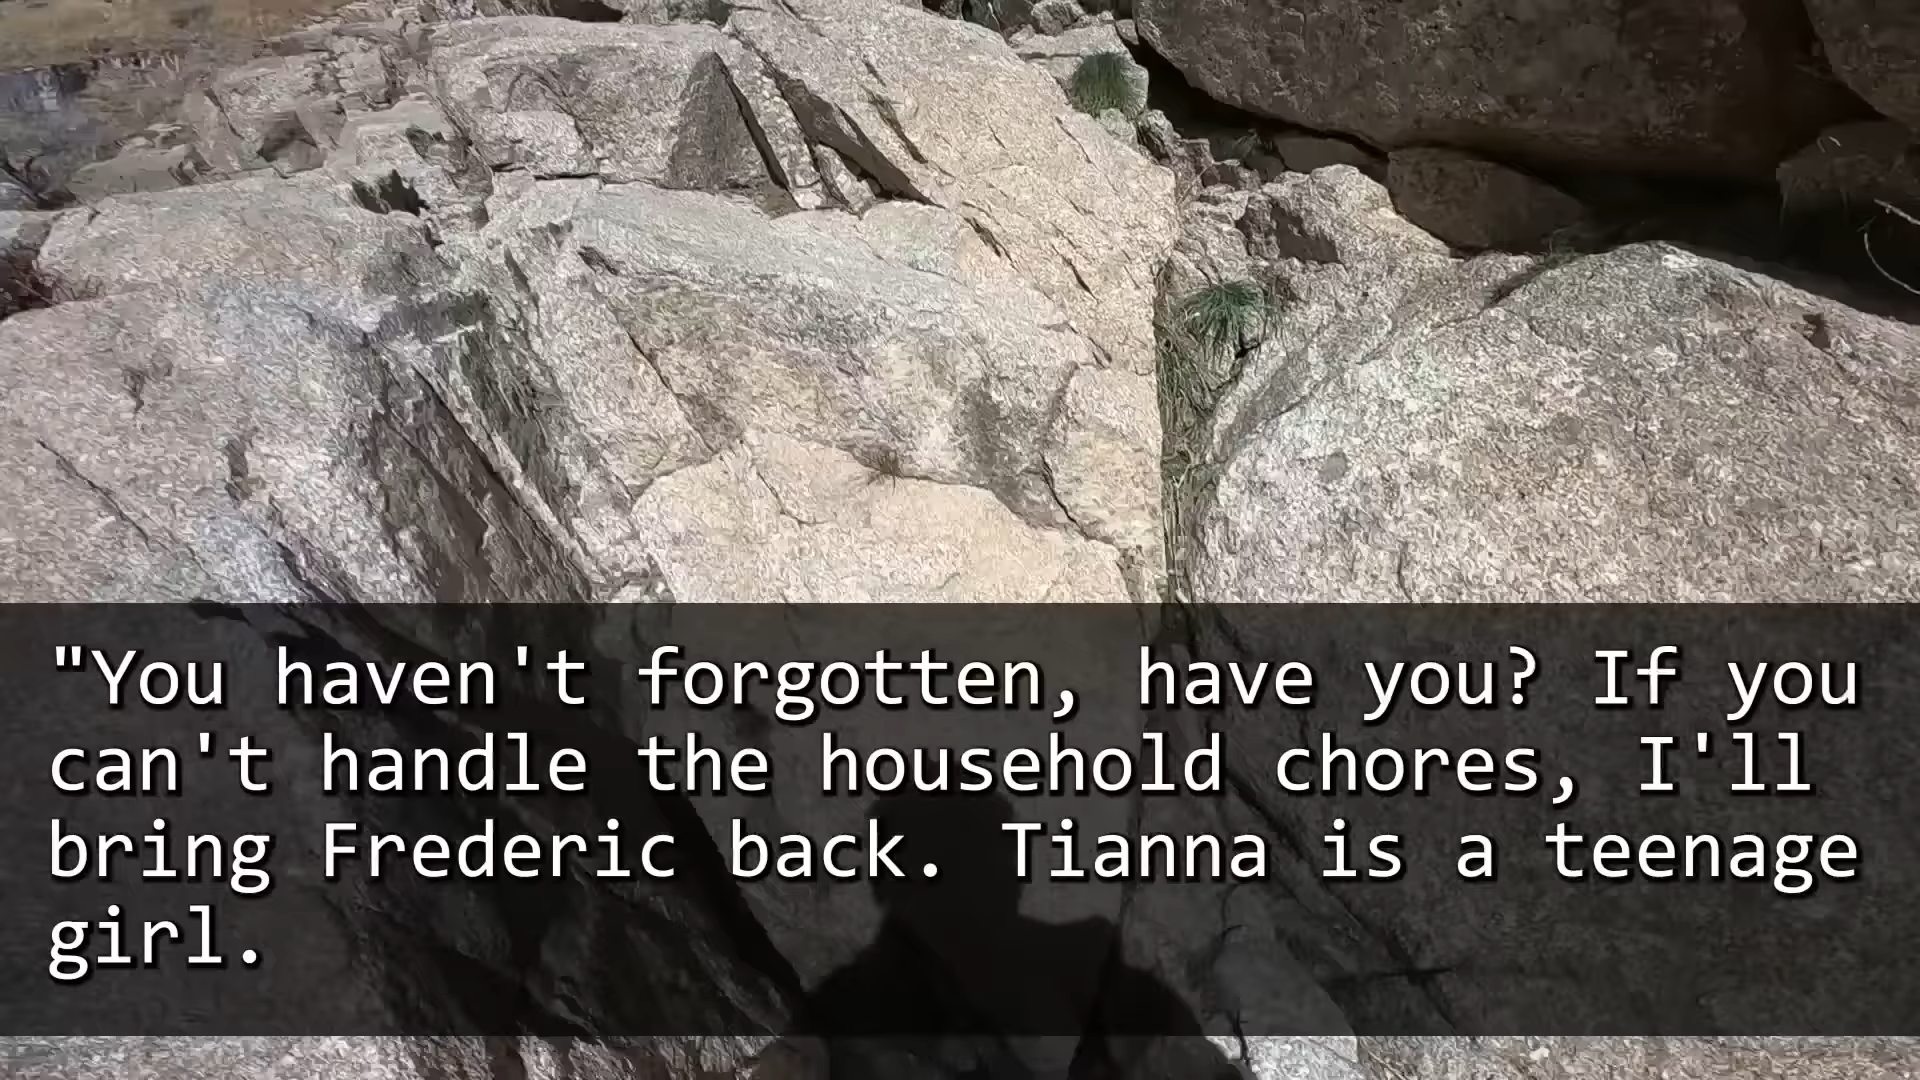 "You haven't forgotten, have you? If you
can't handle the household chores, I'll
bring Frederic back. Tianna is a teenage
girl.